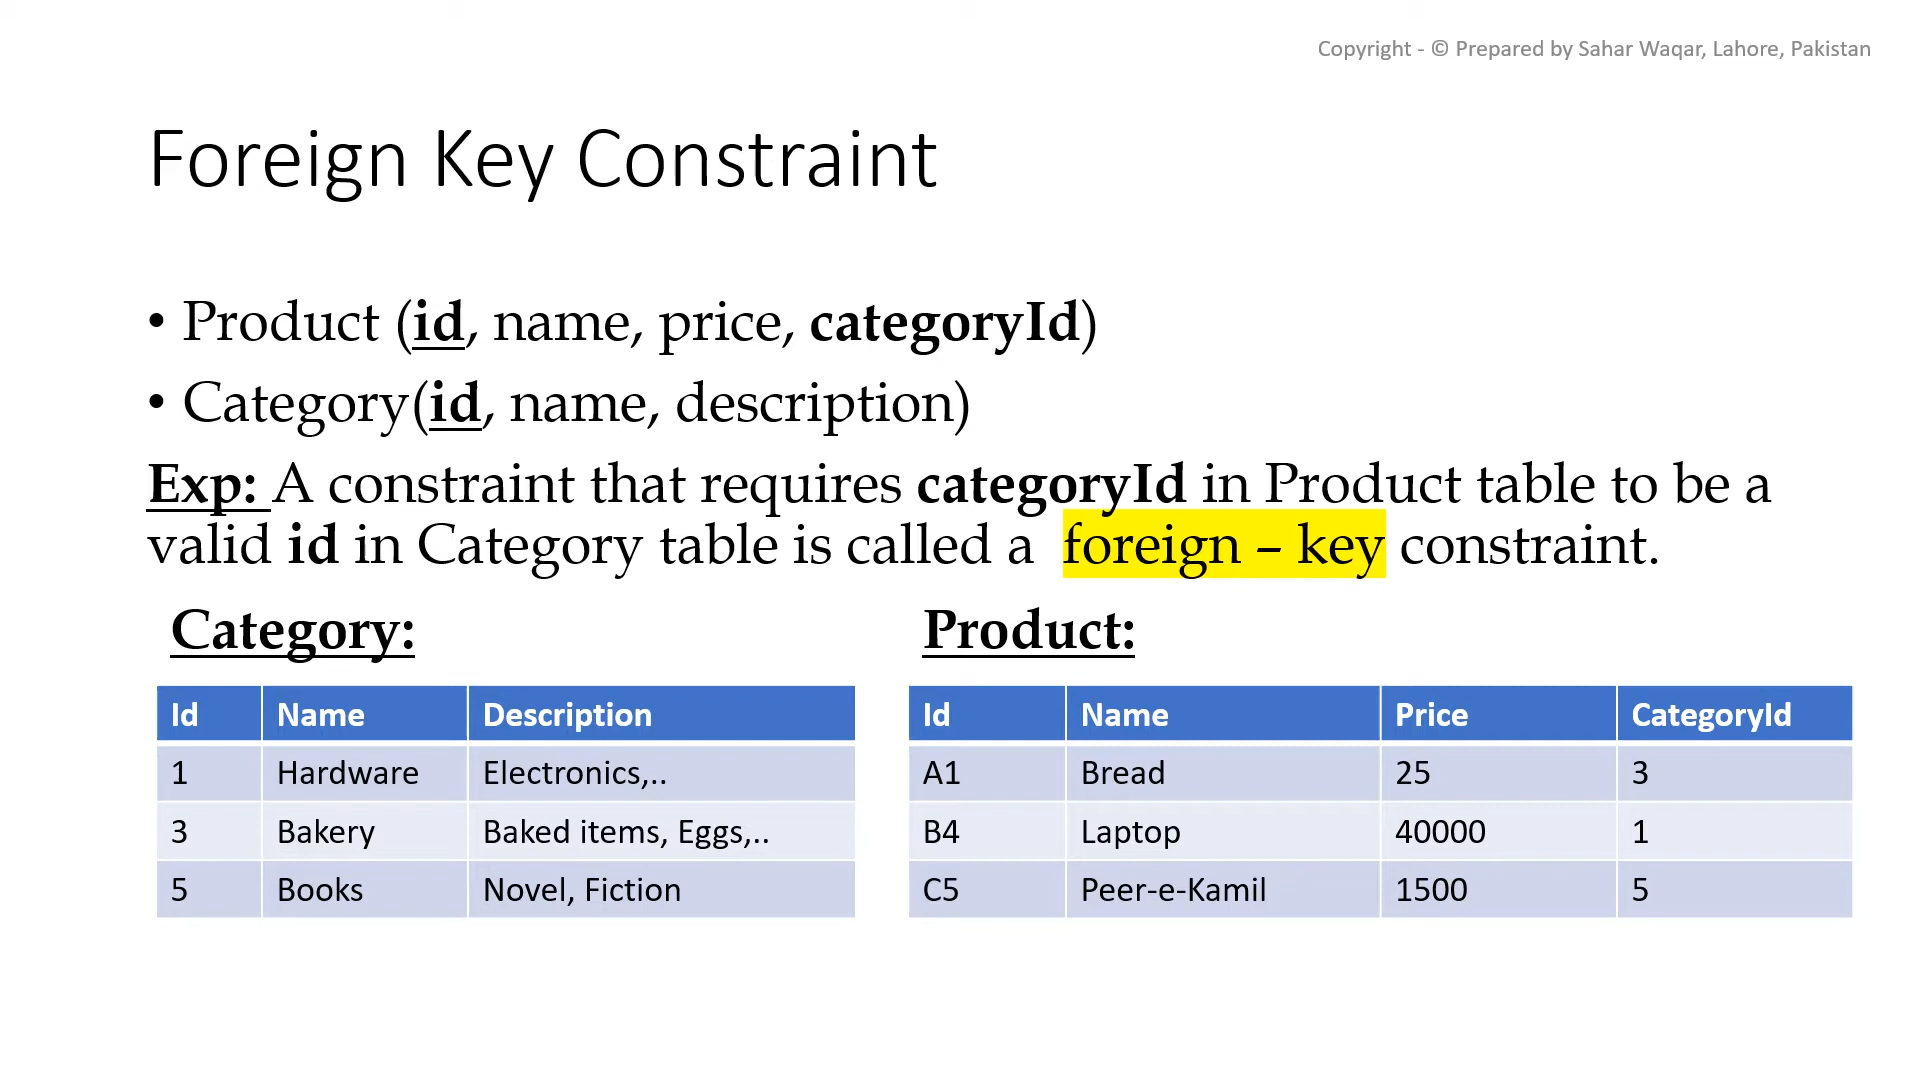 Copyright - © Prepared by Sahar Waqar, Lahore, Pakistan
Foreign Key Constraint
• Product (id, name, price, categoryId)
• Category(id, name, description)
Exp: A constraint that requires categoryId in Product table to be a
valid id in Category table is called a foreign – key constraint.
Category:
Id Name Description
1 Hardware Electronics,..
3 Bakery Baked items, Eggs,..
5 Books Novel, Fiction
Product:
Id Name Price CategoryId
A1 Bread 25 3
B4 Laptop 40000 1
C5 Peer-e-Kamil 1500 5